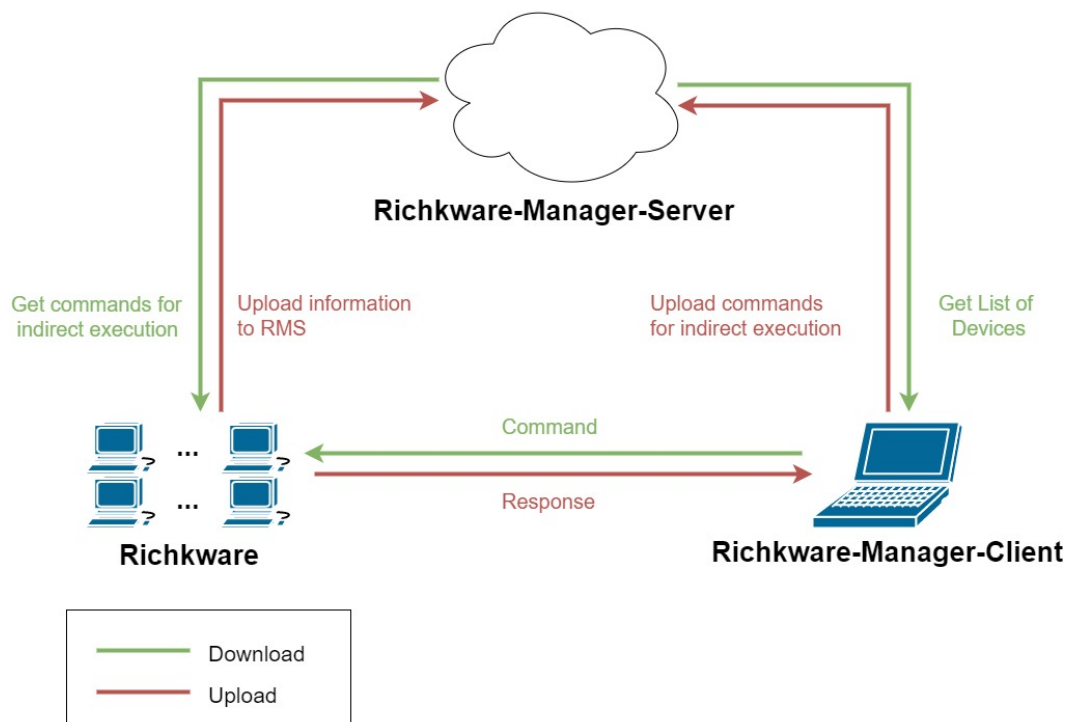 Richkware-Manager-Server
Get commands for
indirect execution
Upload information
to RMS
Upload commands
for indirect execution
Get List of
Devices
Command
...
...
Response
Richkware
Richkware-Manager-Client
Download
Upload